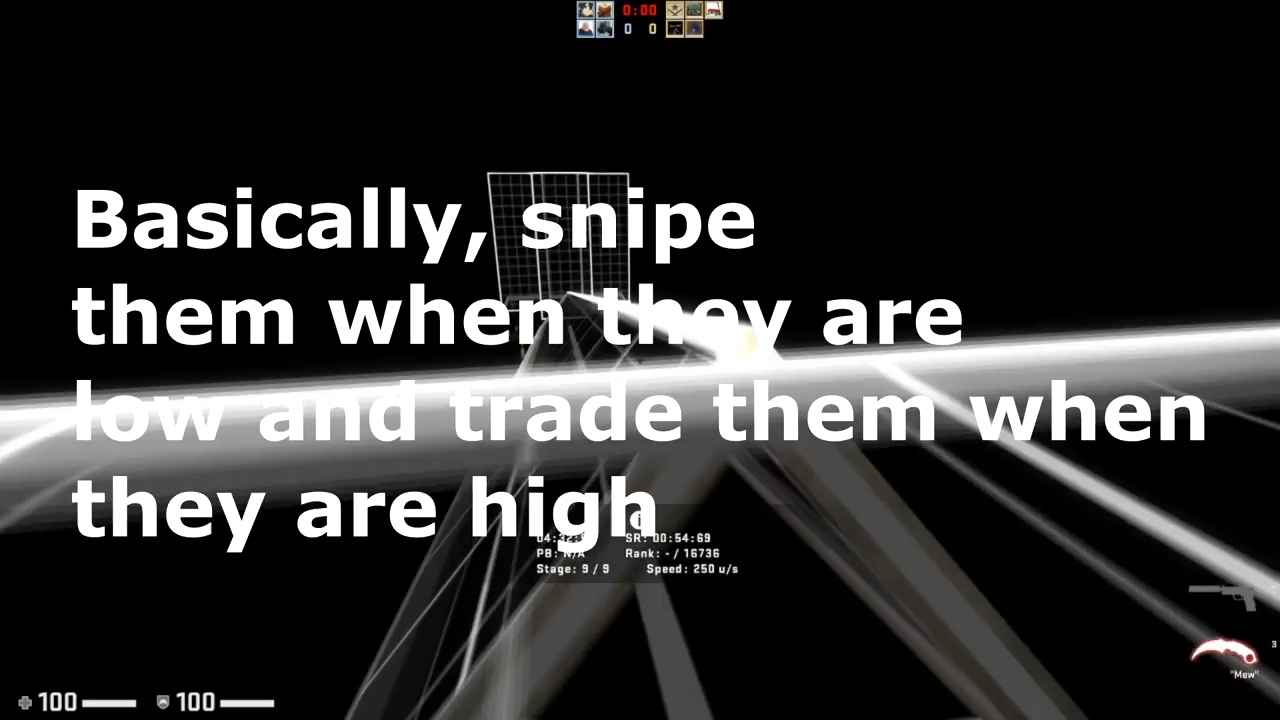 0:00
0 0
Basically, snipe
them when they are
low and trade them when
they are high
SR: 00:54:69
PB: N/A Rank: - / 16736
Stage: 9 / 9 Speed: 250 u/s
3
"Mew"
100 100